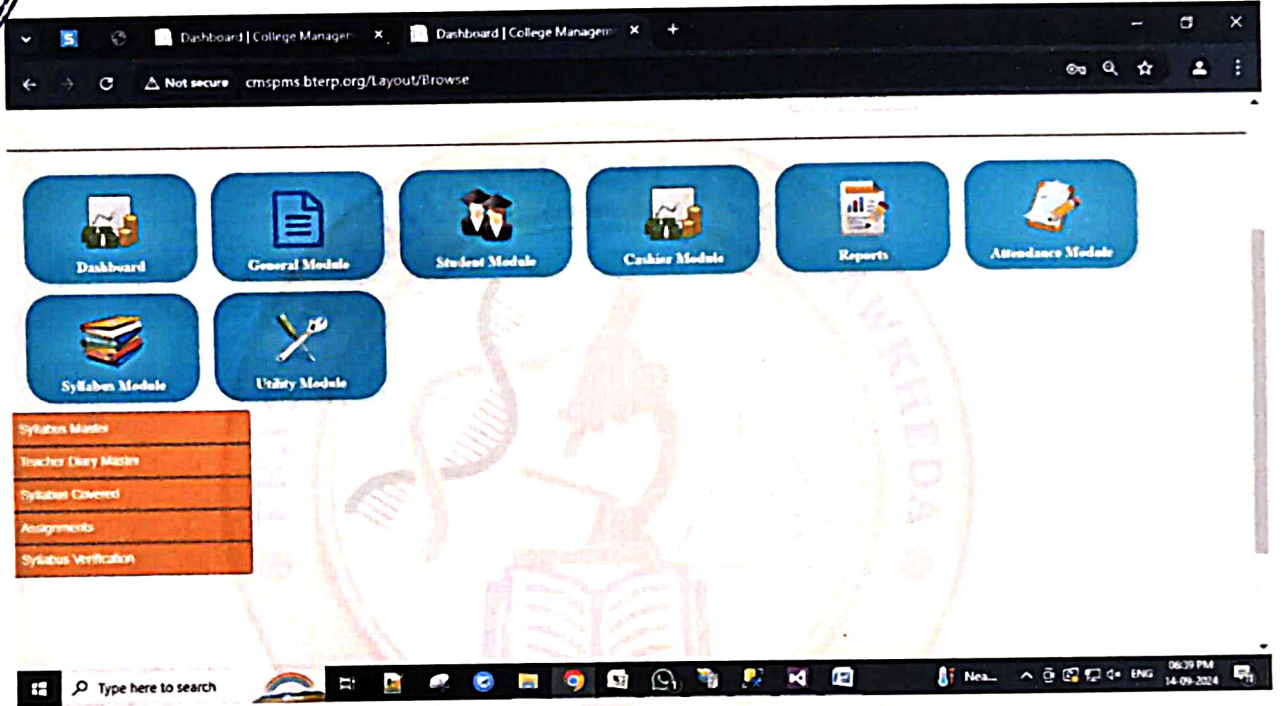 Dashboard | College Manager
Dashboard | College Managem
Not secure cmspms.bterp.org/Layout/Browse
Dashboard
General Module
Student Module
Cashier Module
Reports
Attendance Module
Syllabus Module
Utility Module
Syllabus Master
Teacher Diary Master
Syllabus Covered
Assignments
Syllabus Verification
WKHEDA
Type here to search
Nea...
ENG
06:39 PM
14-09-2024